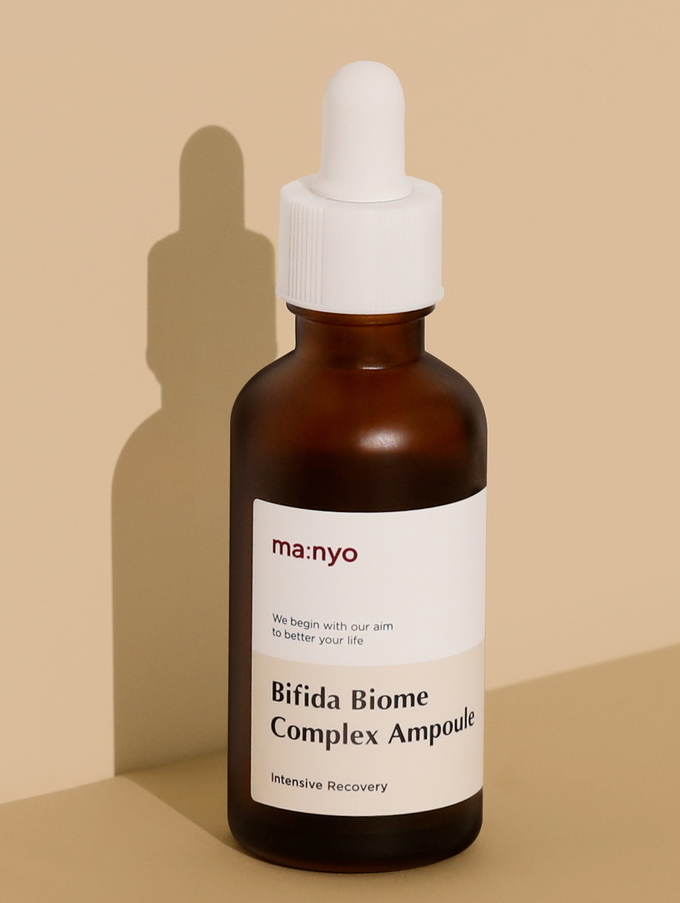 ma:nyo
We begin with our aim
to better your life
Bifida Biome
Complex Ampoule
Intensive Recovery